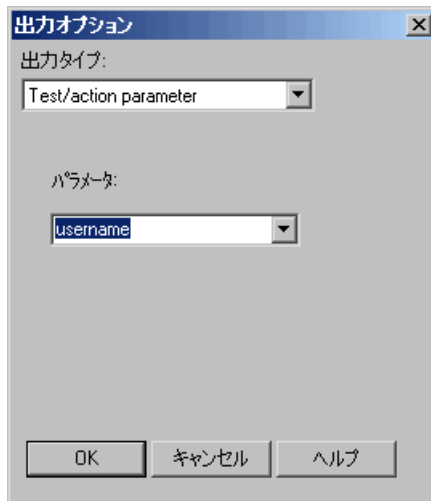 出力オプション
出力タイプ:
Test/action parameter
パラメータ:
username
OK キャンセル ヘルプ